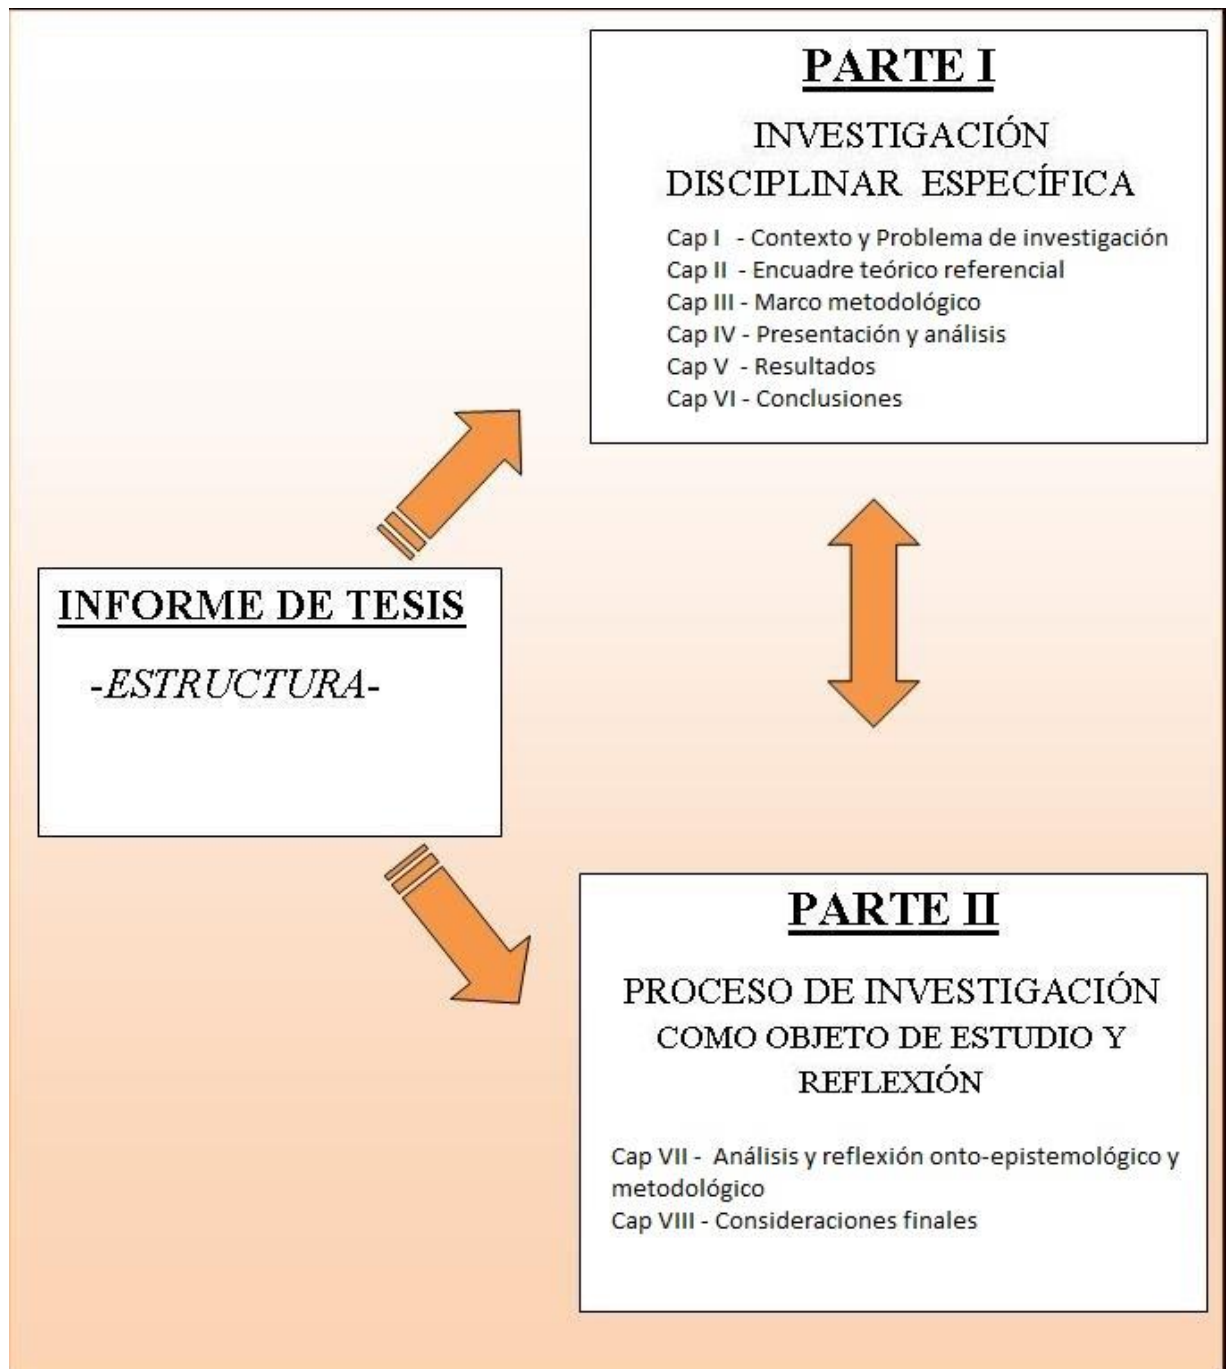 PARTE I
INVESTIGACIÓN
DISCIPLINAR ESPECÍFICA
Cap I - Contexto y Problema de investigación
Cap II - Encuadre teórico referencial
Cap III - Marco metodológico
Cap IV - Presentación y análisis
Cap V - Resultados
Cap VI - Conclusiones
INFORME DE TESIS
-ESTRUCTURA-
PARTE II
PROCESO DE INVESTIGACIÓN
COMO OBJETO DE ESTUDIO Y
REFLEXIÓN
Cap VII - Análisis y reflexión onto-epistemológico y
metodológico
Cap VIII - Consideraciones finales